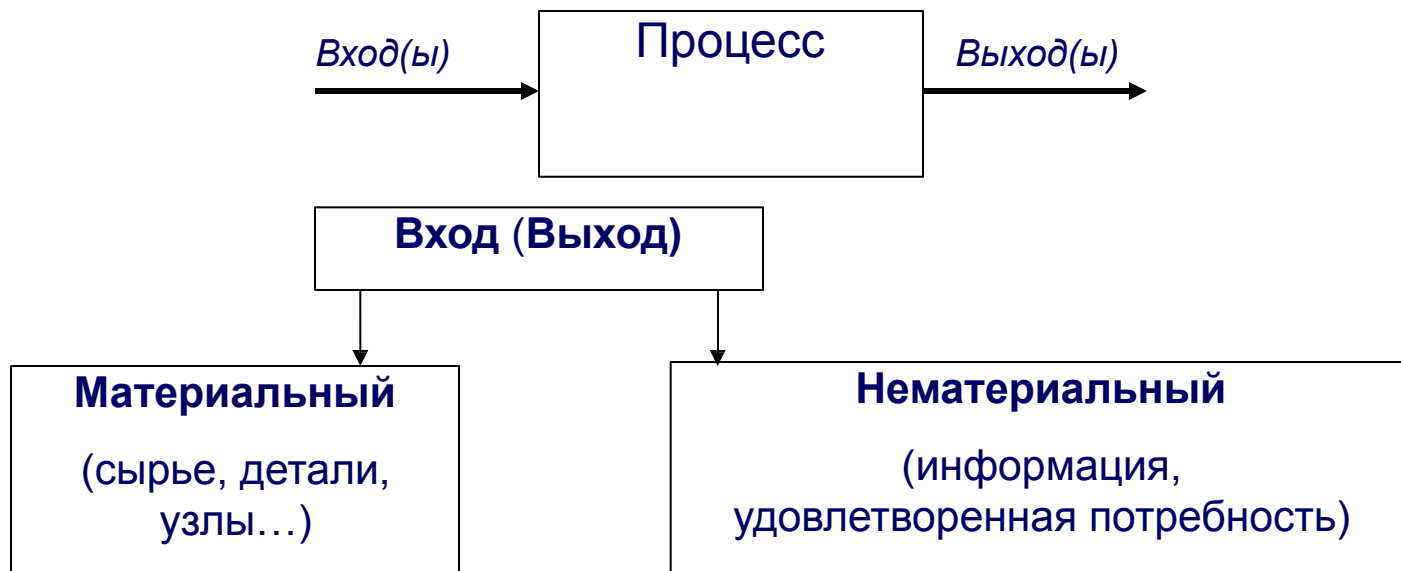 Вход(ы)
Процесс
Выход(ы)
Вход (Выход)
Материальный
(сырье, детали,
узлы…)
Нематериальный
(информация,
удовлетворенная потребность)